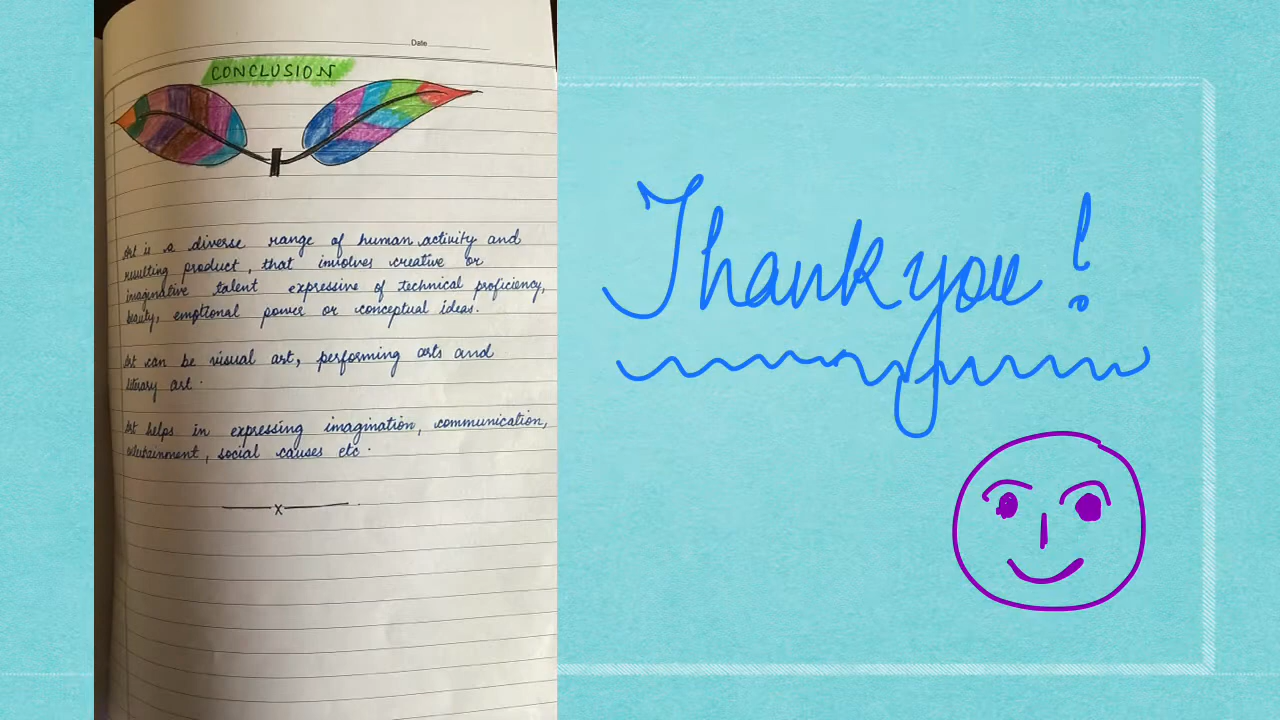 Date
CONCLUSION
Art is a diverse range of human activity and
resulting product, that involves creative or
imaginative talent expressive of technical proficiency,
beauty, emotional power or conceptual ideas.
Art can be visual art, performing arts and
literary art.
Art helps in expressing imagination, communication,
entertainment, social causes etc.
x
Thank you!